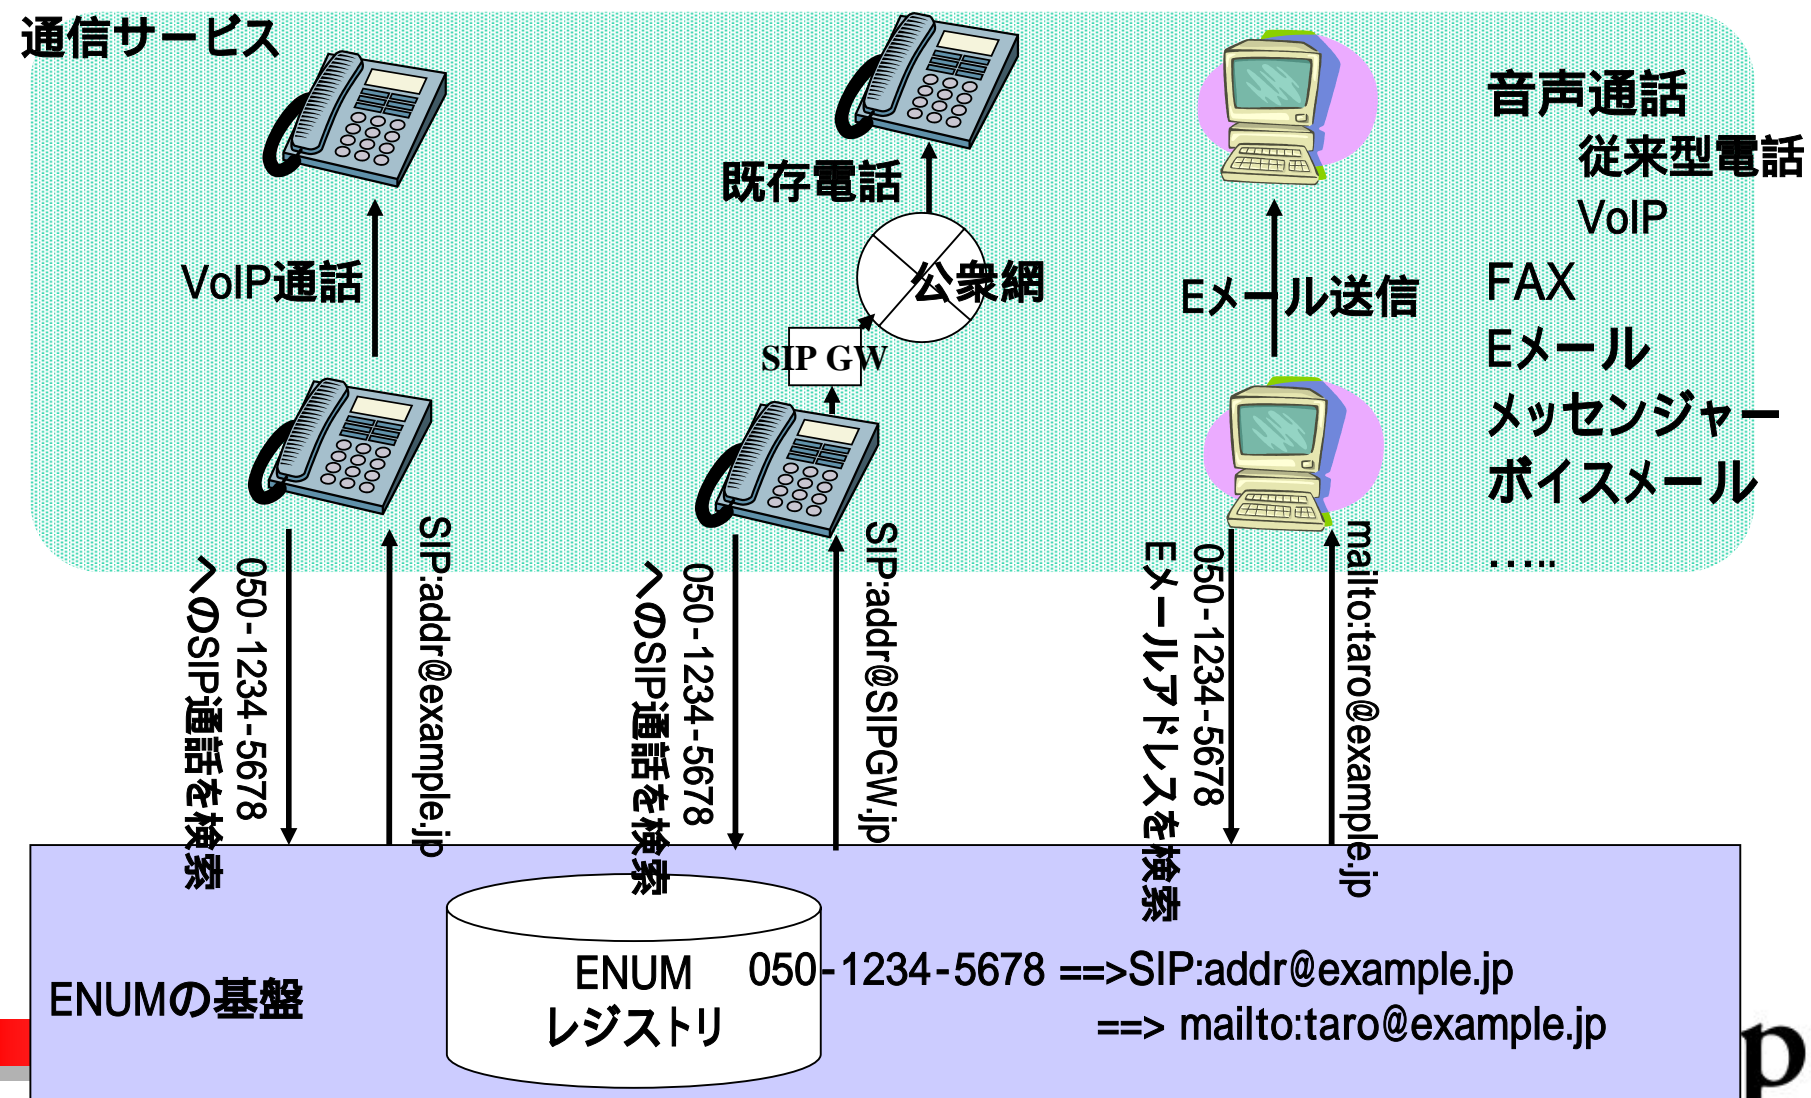 通信サービス
既存電話
VoIP通話
公衆網
SIP GW
Eメール送信
音声通話
従来型電話
VoIP
FAX
Eメール
メッセンジャー
ボイスメール
.....
050-1234-5678
へのSIP通話を検索
SIP:addr@example.jp
050-1234-5678
へのSIP通話を検索
SIP:addr@SIPGW.jp
050-1234-5678
Eメールアドレスを検索
mailto:taro@example.jp
ENUMの基盤
ENUM
レジストリ
050-1234-5678 ==>SIP:addr@example.jp
==> mailto:taro@example.jp
p